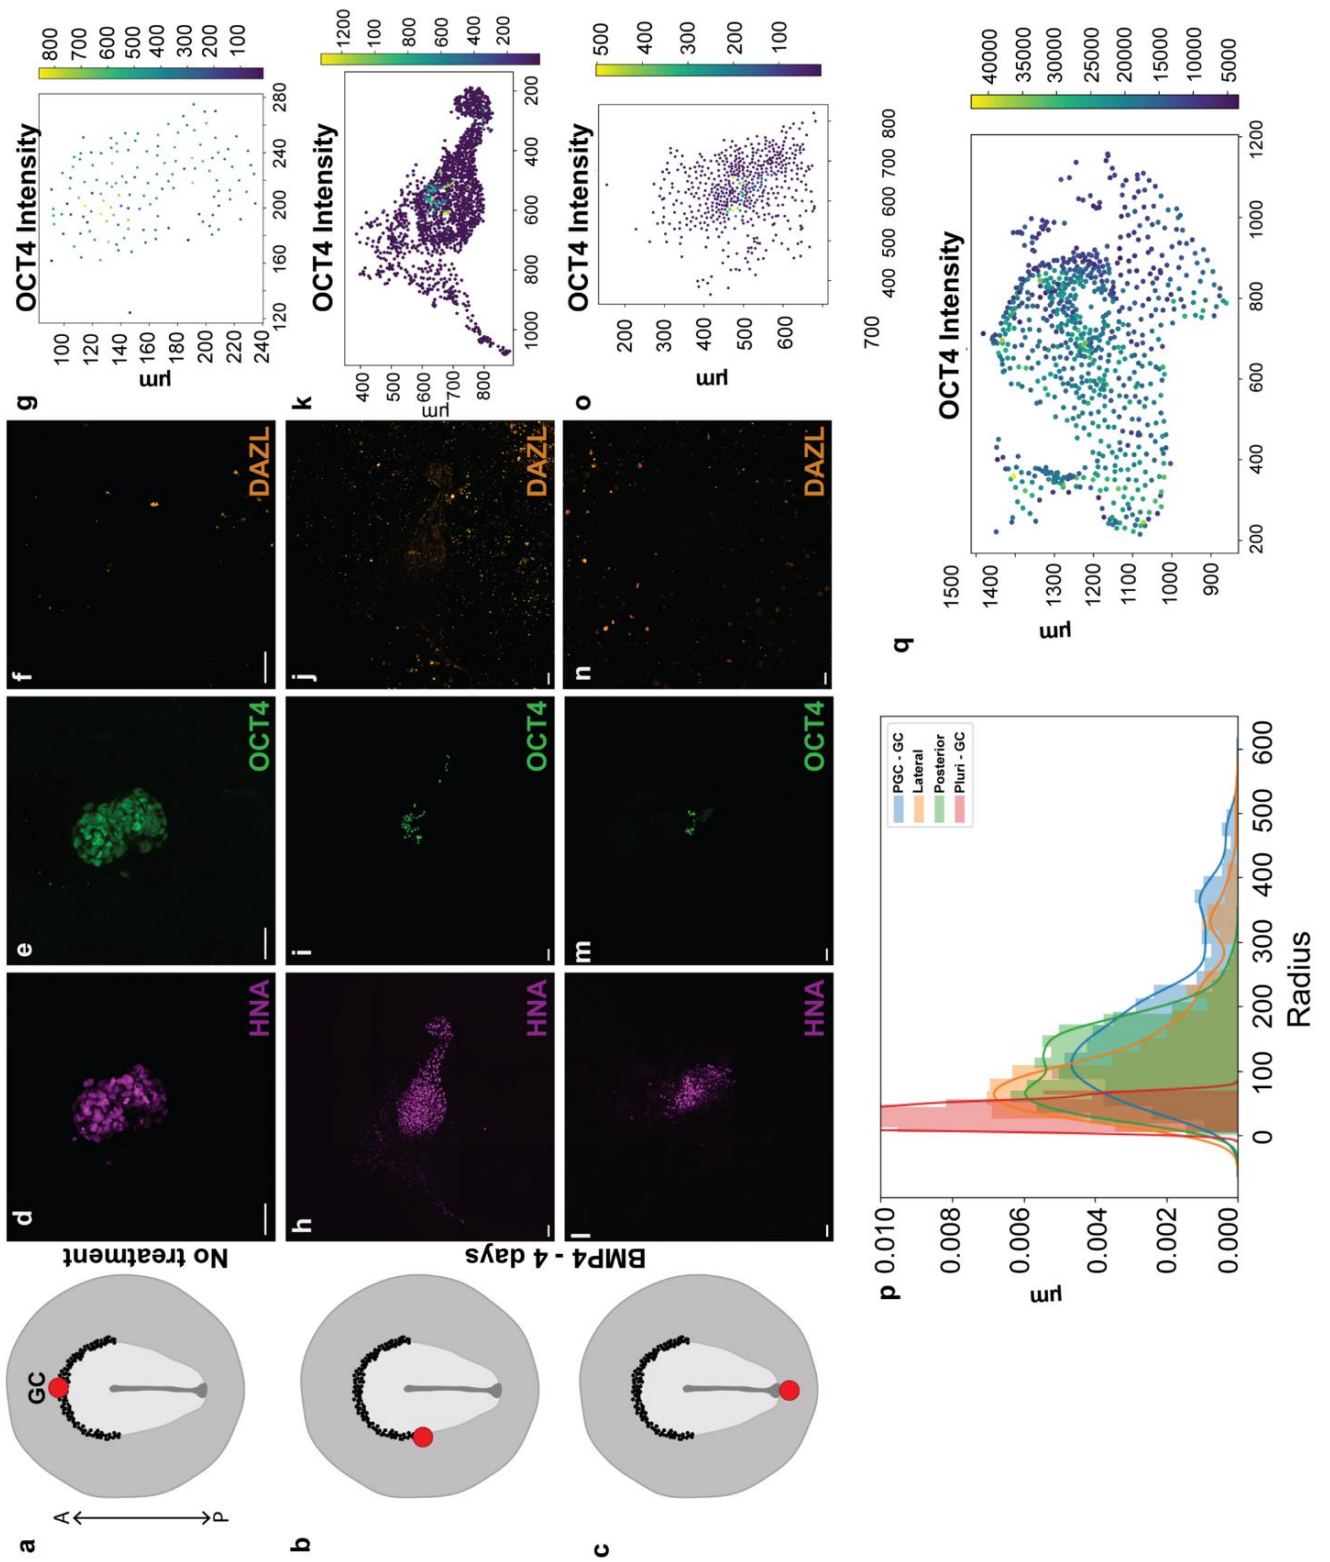 a
A
P
GC
b
c
No treatment
BMP4 - 4 days
d
HNA
e
OCT4
f
DAZL
g
OCT4 Intensity
µm
100
120
140
160
180
200
220
240
120
160
200
240
280
800
700
600
500
400
300
200
100
h
HNA
i
OCT4
j
DAZL
k
OCT4 Intensity
µm
400
500
600
700
800
1000
800
600
400
200
1200
1000
800
600
400
200
l
HNA
m
OCT4
n
DAZL
o
OCT4 Intensity
µm
200
300
400
500
600
700
400
500
600
700
800
500
400
300
200
100
p
µm
0.010
0.008
0.006
0.004
0.002
0.000
0
100
200
300
400
500
600
Radius
PGC - GC
Lateral
Posterior
Pluri - GC
q
OCT4 Intensity
µm
1500
1400
1300
1200
1100
1000
900
200
400
600
800
1000
1200
40000
35000
30000
25000
20000
15000
10000
5000